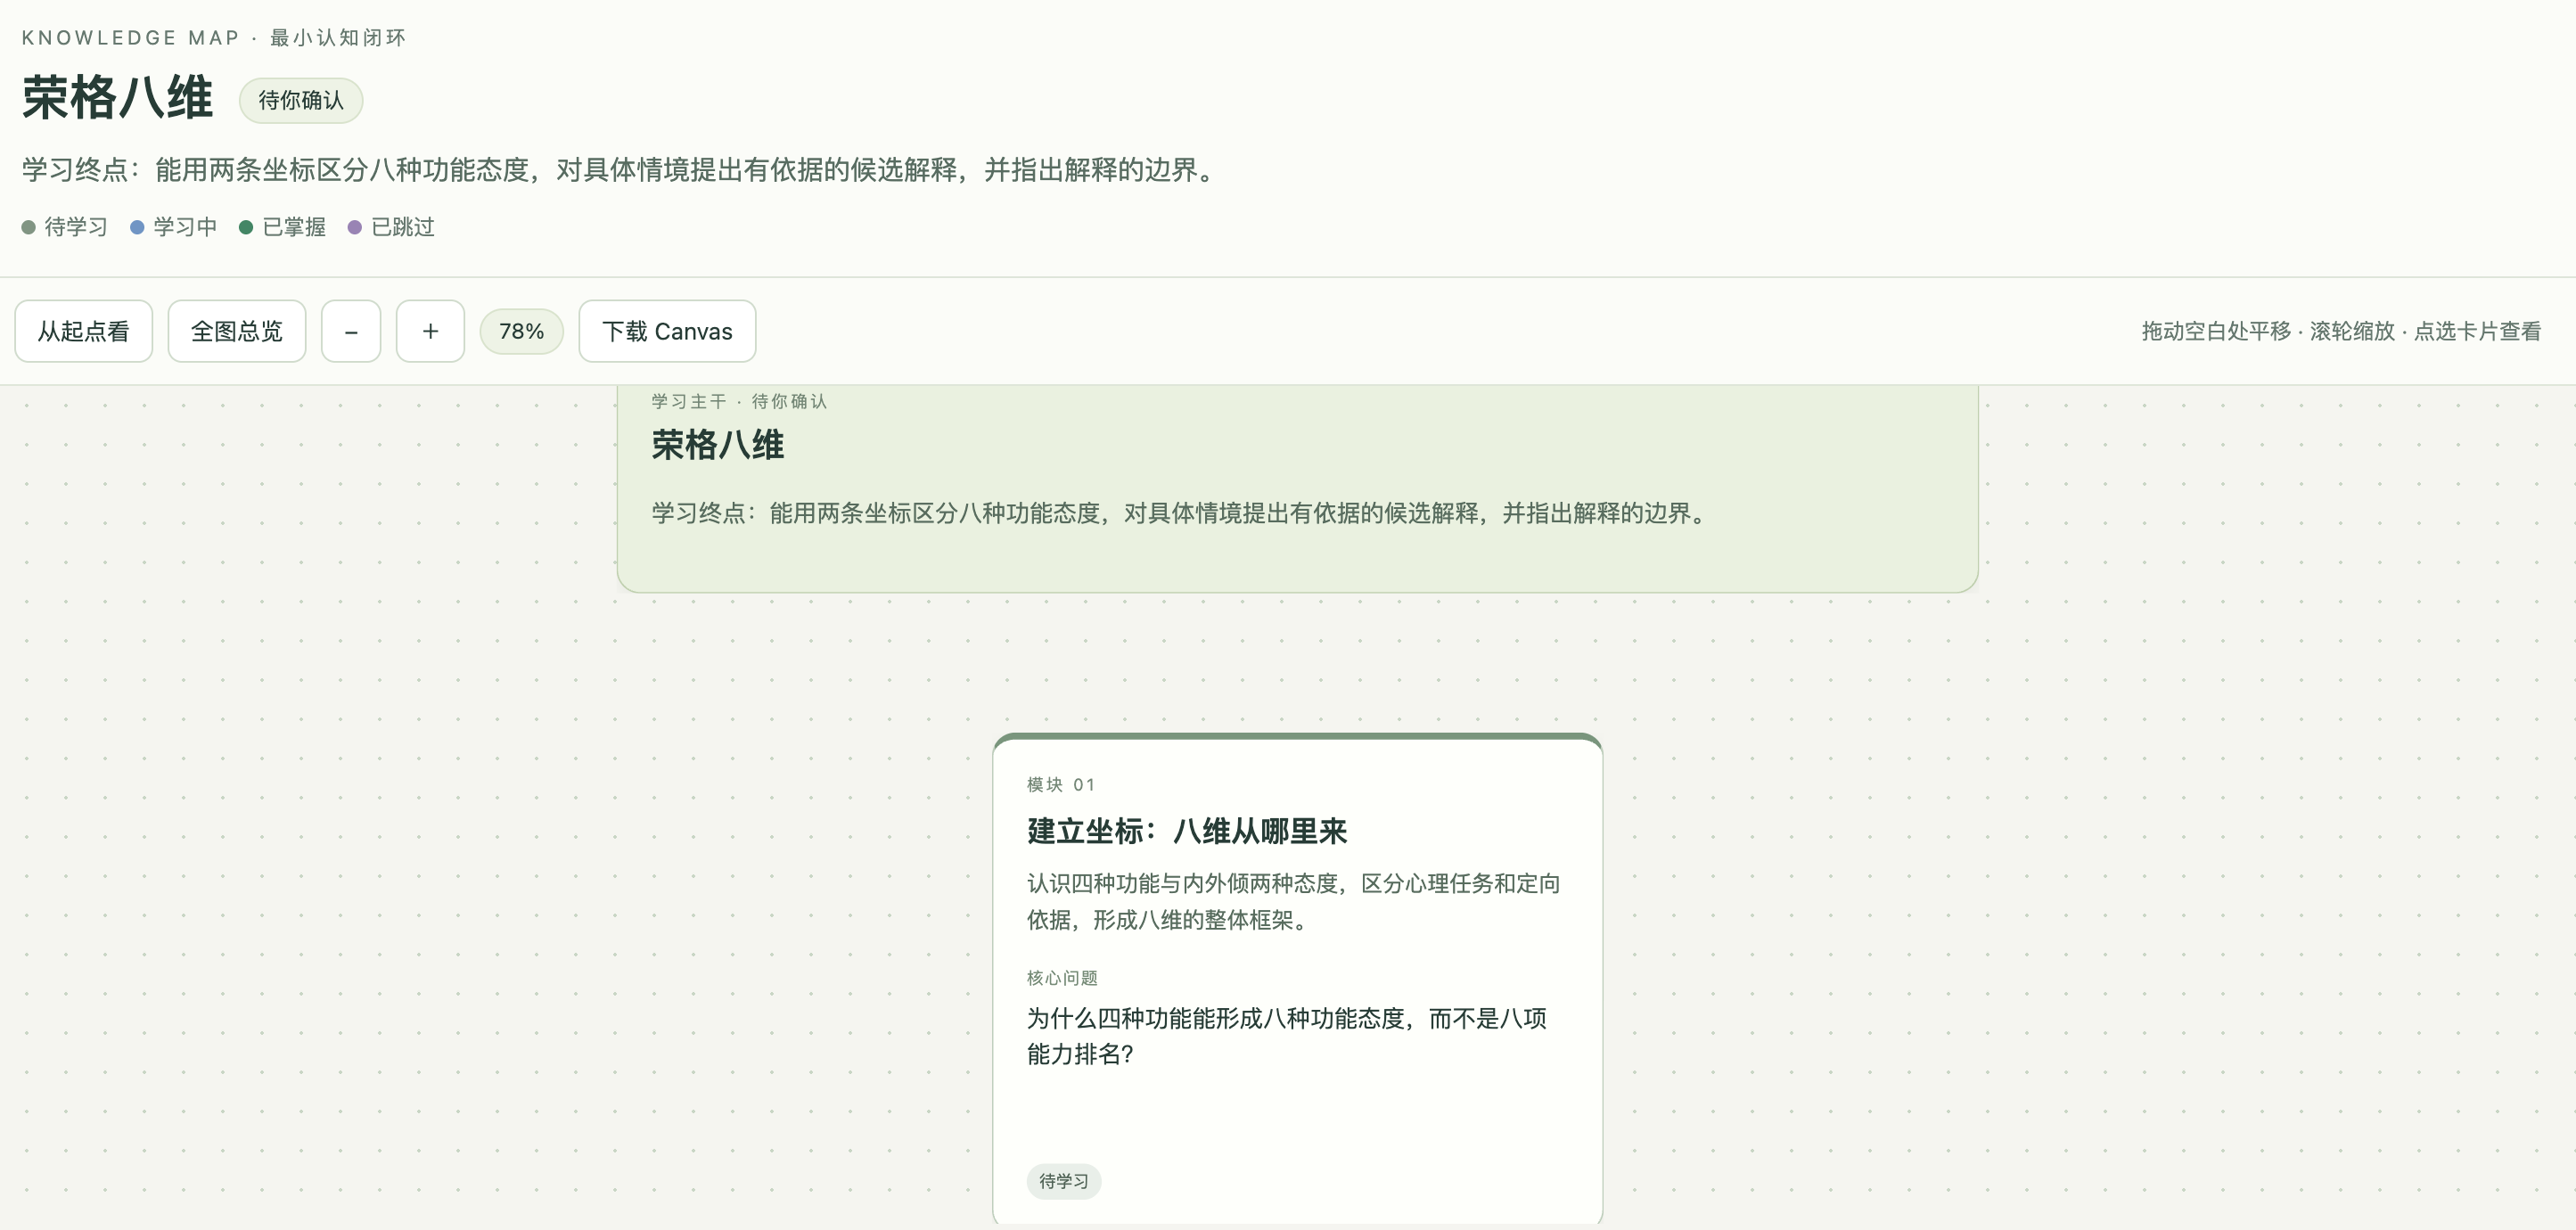 KNOWLEDGE MAP · 最小认知闭环
荣格八维
待你确认
学习终点：能用两条坐标区分八种功能态度，对具体情境提出有依据的候选解释，并指出解释的边界。
待学习 学习中 已掌握 已跳过
从起点看 全图总览 − + 78% 下载 Canvas
拖动空白处平移 · 滚轮缩放 · 点选卡片查看
学习主干 · 待你确认
荣格八维
学习终点：能用两条坐标区分八种功能态度，对具体情境提出有依据的候选解释，并指出解释的边界。
模块 01
建立坐标：八维从哪里来
认识四种功能与内外倾两种态度，区分心理任务和定向
依据，形成八维的整体框架。
核心问题
为什么四种功能能形成八种功能态度，而不是八项
能力排名？
待学习